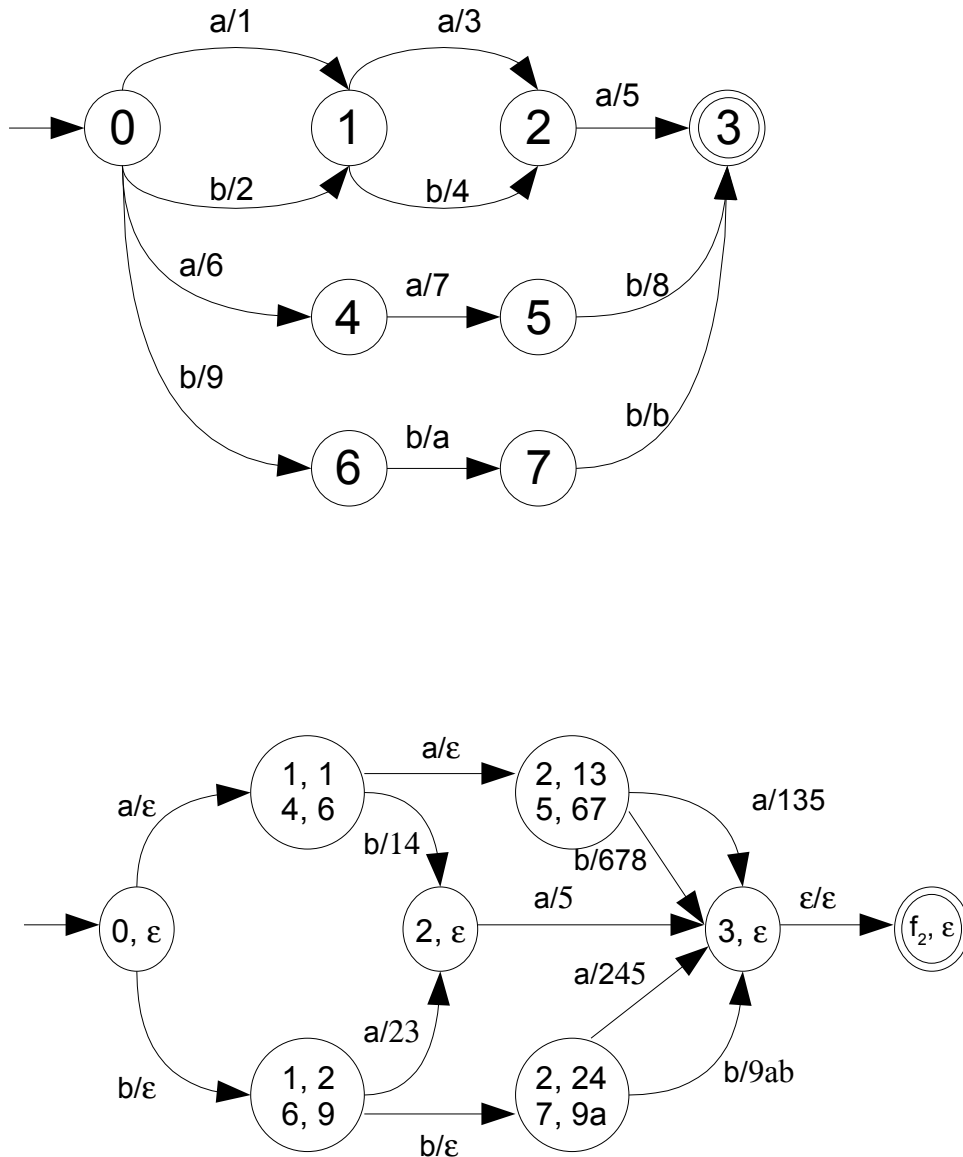 a/1
a/3
a/5
0
1
2
3
b/2
b/4
a/6
a/7
b/8
4
5
b/9
b/a
b/b
6
7
a/ε
1, 1
4, 6
a/ε
2, 13
5, 67
a/135
b/14
b/678
a/ε
0, ε
2, ε
a/5
3, ε
ε/ε
f₂, ε
a/23
a/245
b/ε
1, 2
6, 9
b/ε
2, 24
7, 9a
b/9ab